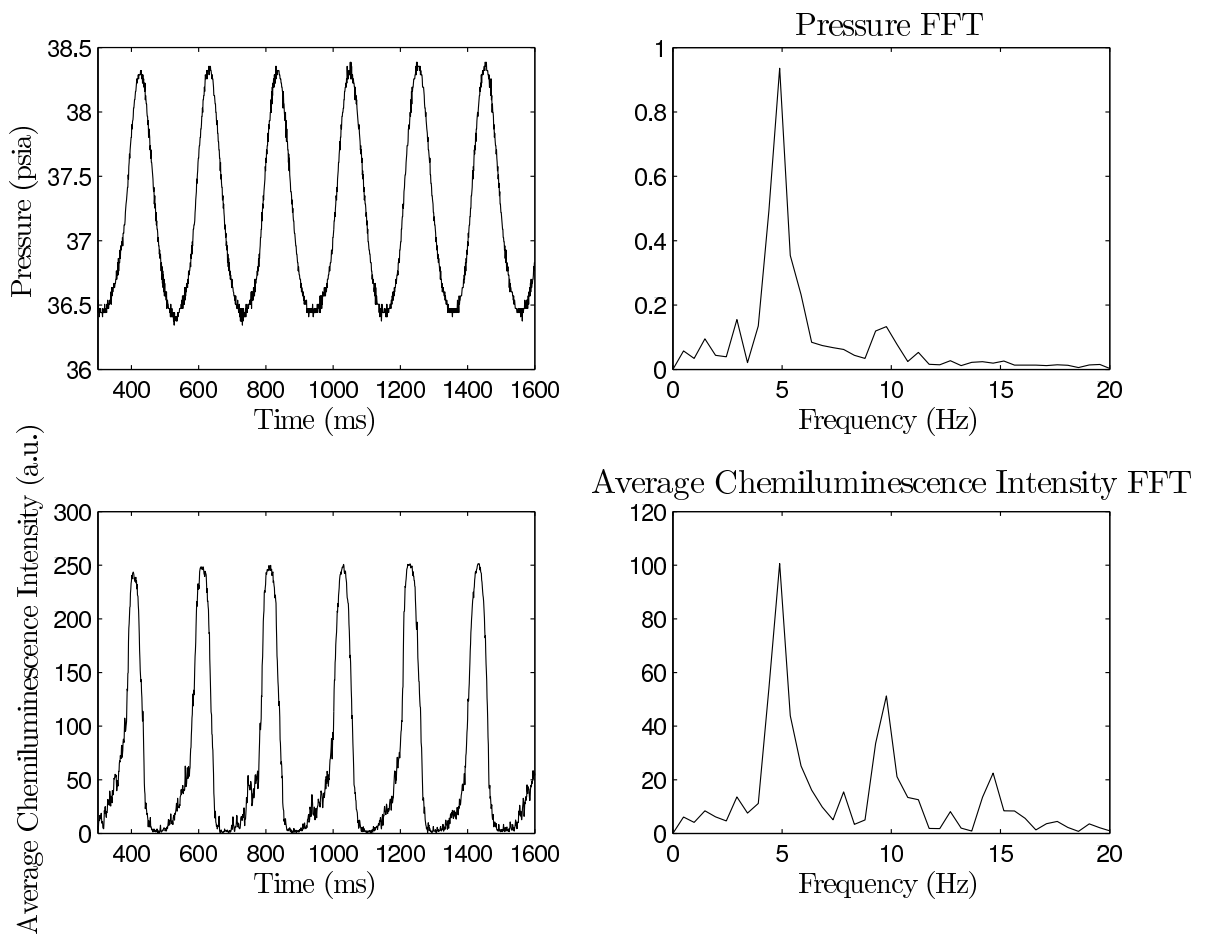 Pressure (psia)
38.5
38
37.5
37
36.5
36
400 600 800 1000 1200 1400 1600
Time (ms)
Pressure FFT
1
0.8
0.6
0.4
0.2
0
0 5 10 15 20
Frequency (Hz)
Average Chemiluminescence Intensity (a.u.)
300
250
200
150
100
50
0
400 600 800 1000 1200 1400 1600
Time (ms)
Average Chemiluminescence Intensity FFT
120
100
80
60
40
20
0
0 5 10 15 20
Frequency (Hz)